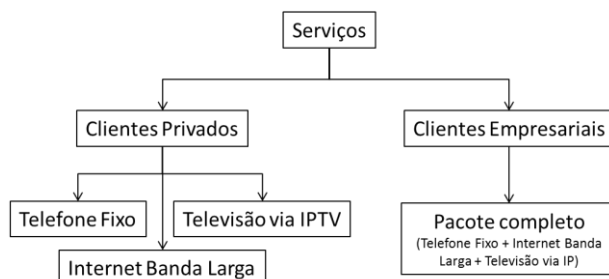 Serviços
Clientes Privados
Clientes Empresariais
Telefone Fixo
Televisão via IPTV
Internet Banda Larga
Pacote completo
(Telefone Fixo + Internet Banda
Larga + Televisão via IP)